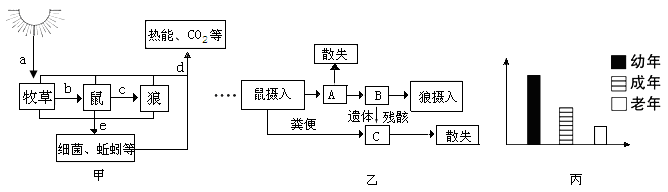 热能、CO₂等
a
d
牧草 b 鼠 c 狼
e
细菌、蚯蚓等
甲
散失
···· 鼠摄入 A B 狼摄入
遗体 残骸
粪便 C 散失
乙
幼年
成年
老年
丙